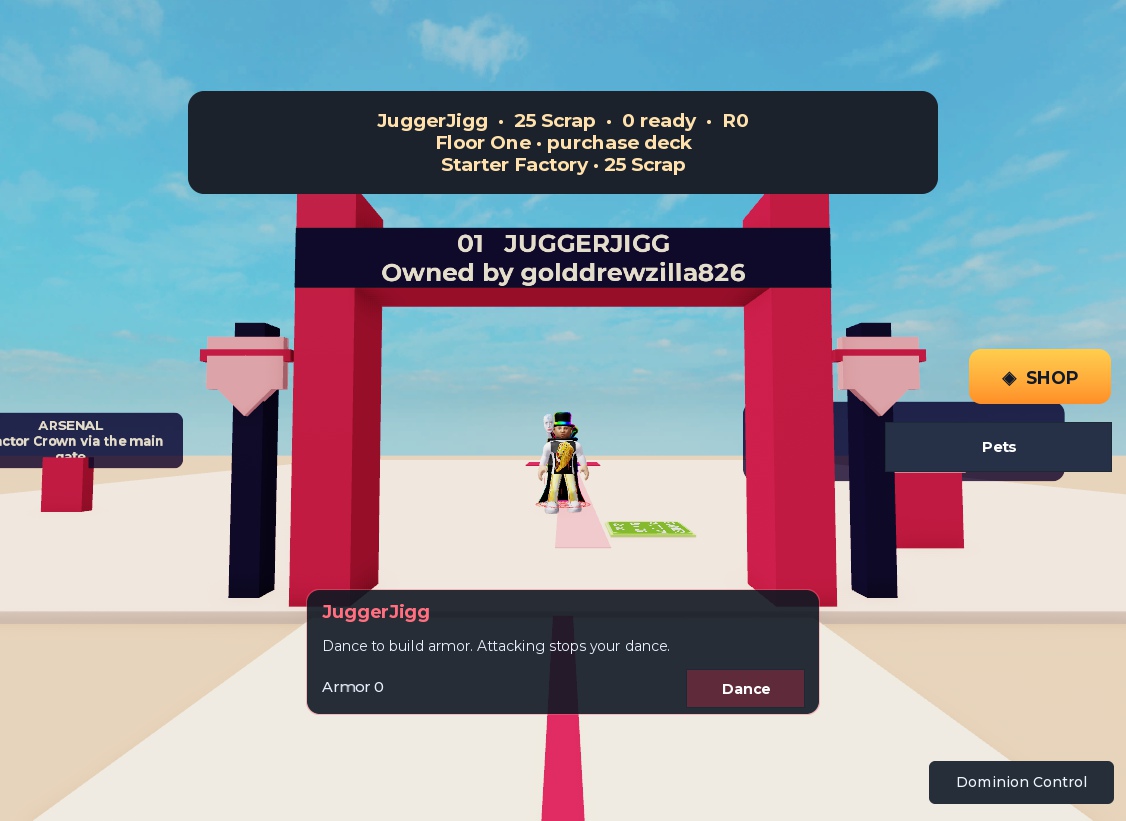 JuggerJigg • 25 Scrap • 0 ready • R0
Floor One • purchase deck
Starter Factory • 25 Scrap
01 JUGGERJIGG
Owned by golddrewzilla826
◈ SHOP
ARSENAL
actor Crown via the main
gate
Pets
JuggerJigg
Dance to build armor. Attacking stops your dance.
Armor 0
Dance
Dominion Control